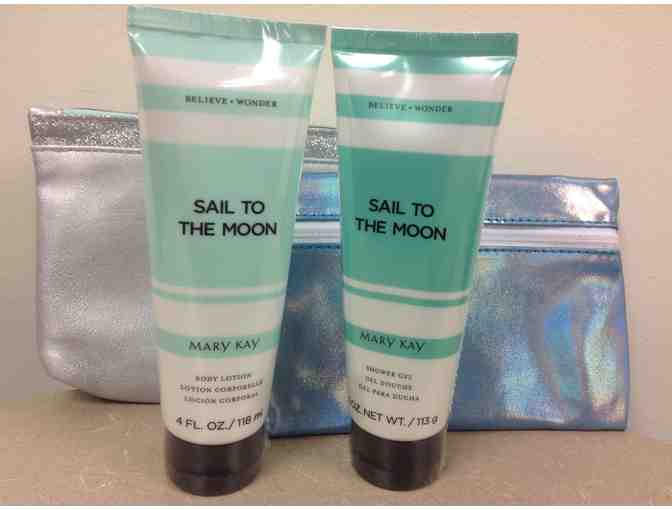 BELIEVE + WONDER
SAIL TO
THE MOON
MARY KAY
BODY LOTION
LOTION CORPORELLE
LOCIÓN CORPORAL
4 FL. OZ. / 118 ml
BELIEVE + WONDER
SAIL TO
THE MOON
MARY KAY
SHOWER GEL
GEL DOUCHE
GEL PARA DUCHA
OZ. NET WT. / 113 g